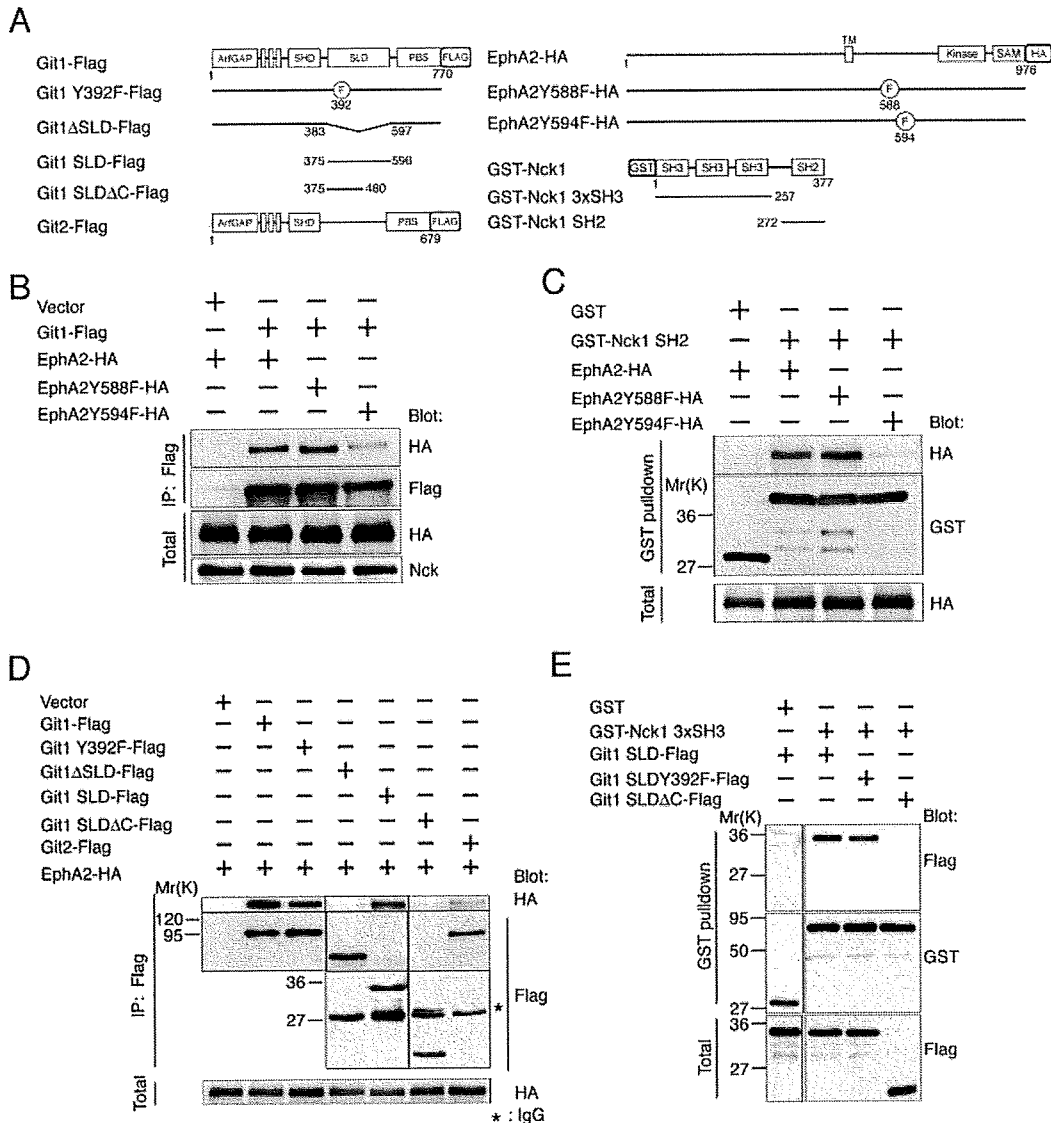 A
Git1-Flag
ArfGAP
SHD
SLD
PBS
FLAG
1
770
Git1 Y392F-Flag
F
392
Git1ΔSLD-Flag
383
597
Git1 SLD-Flag
375
596
Git1 SLDΔC-Flag
375
480
Git2-Flag
ArfGAP
SHD
PBS
FLAG
1
679
EphA2-HA
TM
Kinase
SAM
HA
1
976
EphA2Y588F-HA
F
588
EphA2Y594F-HA
F
594
GST-Nck1
GST
SH3
SH3
SH3
SH2
1
377
GST-Nck1 3xSH3
257
GST-Nck1 SH2
272
B
Vector + − − −
Git1-Flag − + + +
EphA2-HA + + − −
EphA2Y588F-HA − − + −
EphA2Y594F-HA − − − +
Blot:
IP: Flag
HA
Flag
Total
HA
Nck
C
GST + − − −
GST-Nck1 SH2 − + + +
EphA2-HA + + − −
EphA2Y588F-HA − − + −
EphA2Y594F-HA − − − +
Blot:
GST pulldown
HA
Mr(K)
36
27
GST
Total
HA
D
Vector + − − − − − −
Git1-Flag − + − − − − −
Git1 Y392F-Flag − − + − − − −
Git1ΔSLD-Flag − − − + − − −
Git1 SLD-Flag − − − − + − −
Git1 SLDΔC-Flag − − − − − + −
Git2-Flag − − − − − − +
EphA2-HA + + + + + + +
Blot:
Mr(K)
HA
IP: Flag
120
95
36
27
Flag
*
Total
HA
* : IgG
E
GST + − − −
GST-Nck1 3xSH3 − + + +
Git1 SLD-Flag + + − −
Git1 SLDY392F-Flag − − + −
Git1 SLDΔC-Flag − − − +
Blot:
Mr(K)
GST pulldown
36
27
Flag
95
50
27
GST
Total
36
27
Flag